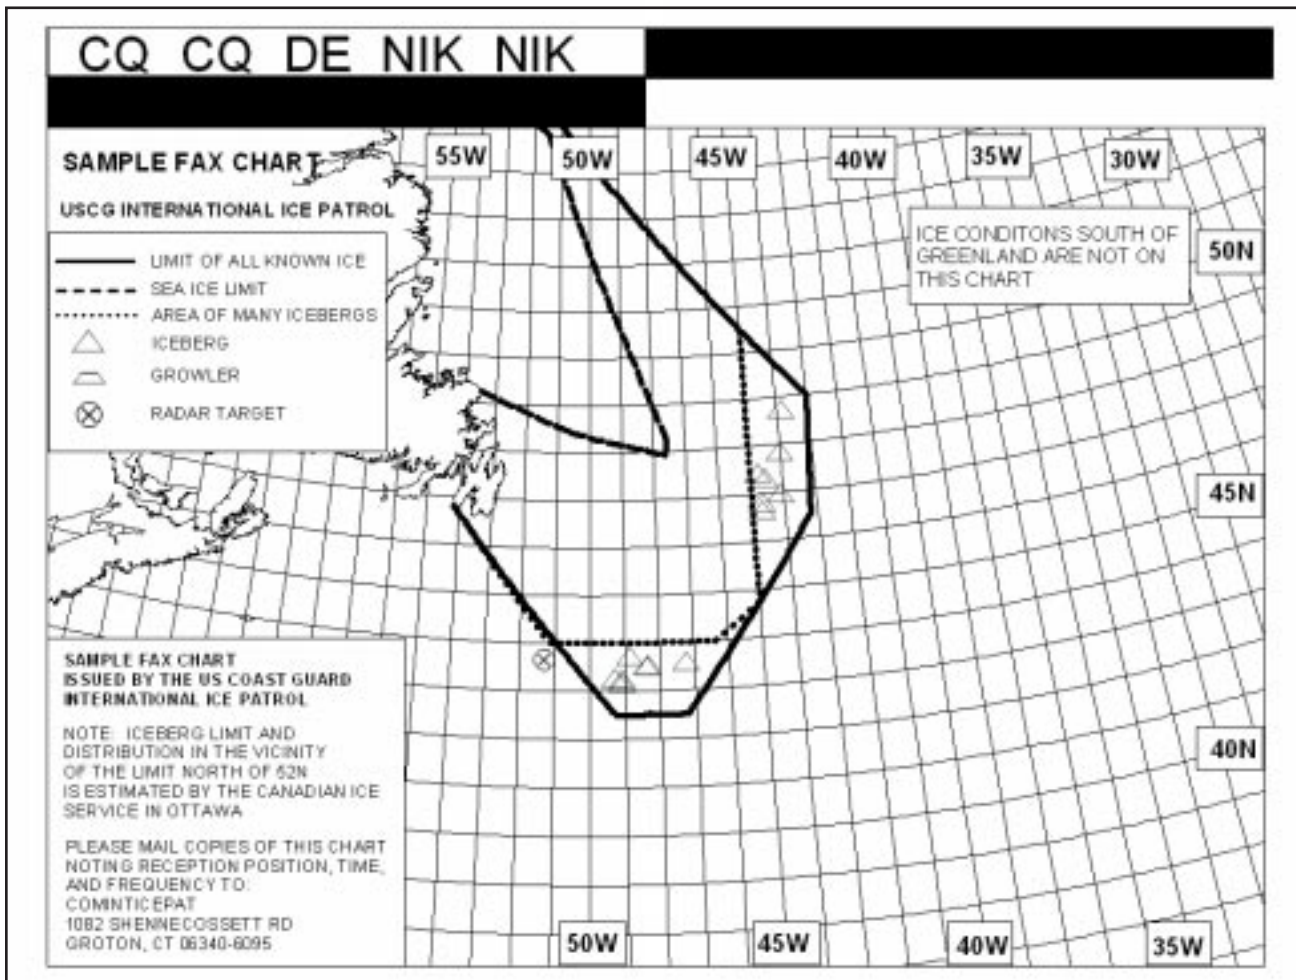 CQ CQ DE NIK NIK
SAMPLE FAX CHART
USCG INTERNATIONAL ICE PATROL
LIMIT OF ALL KNOWN ICE
SEA ICE LIMIT
AREA OF MANY ICEBERGS
ICEBERG
GROWLER
RADAR TARGET
55W 50W 45W 40W 35W 30W
ICE CONDITONS SOUTH OF
GREENLAND ARE NOT ON
THIS CHART
50N
45N
40N
SAMPLE FAX CHART
ISSUED BY THE US COAST GUARD
INTERNATIONAL ICE PATROL
NOTE: ICEBERG LIMIT AND
DISTRIBUTION IN THE VICINITY
OF THE LIMIT NORTH OF 52N
IS ESTIMATED BY THE CANADIAN ICE
SERVICE IN OTTAWA
PLEASE MAIL COPIES OF THIS CHART
NOTING RECEPTION POSITION, TIME,
AND FREQUENCY TO:
COMINTICEPAT
1082 SHENNECOSSETT RD
GROTON, CT 06340-6095
50W 45W 40W 35W